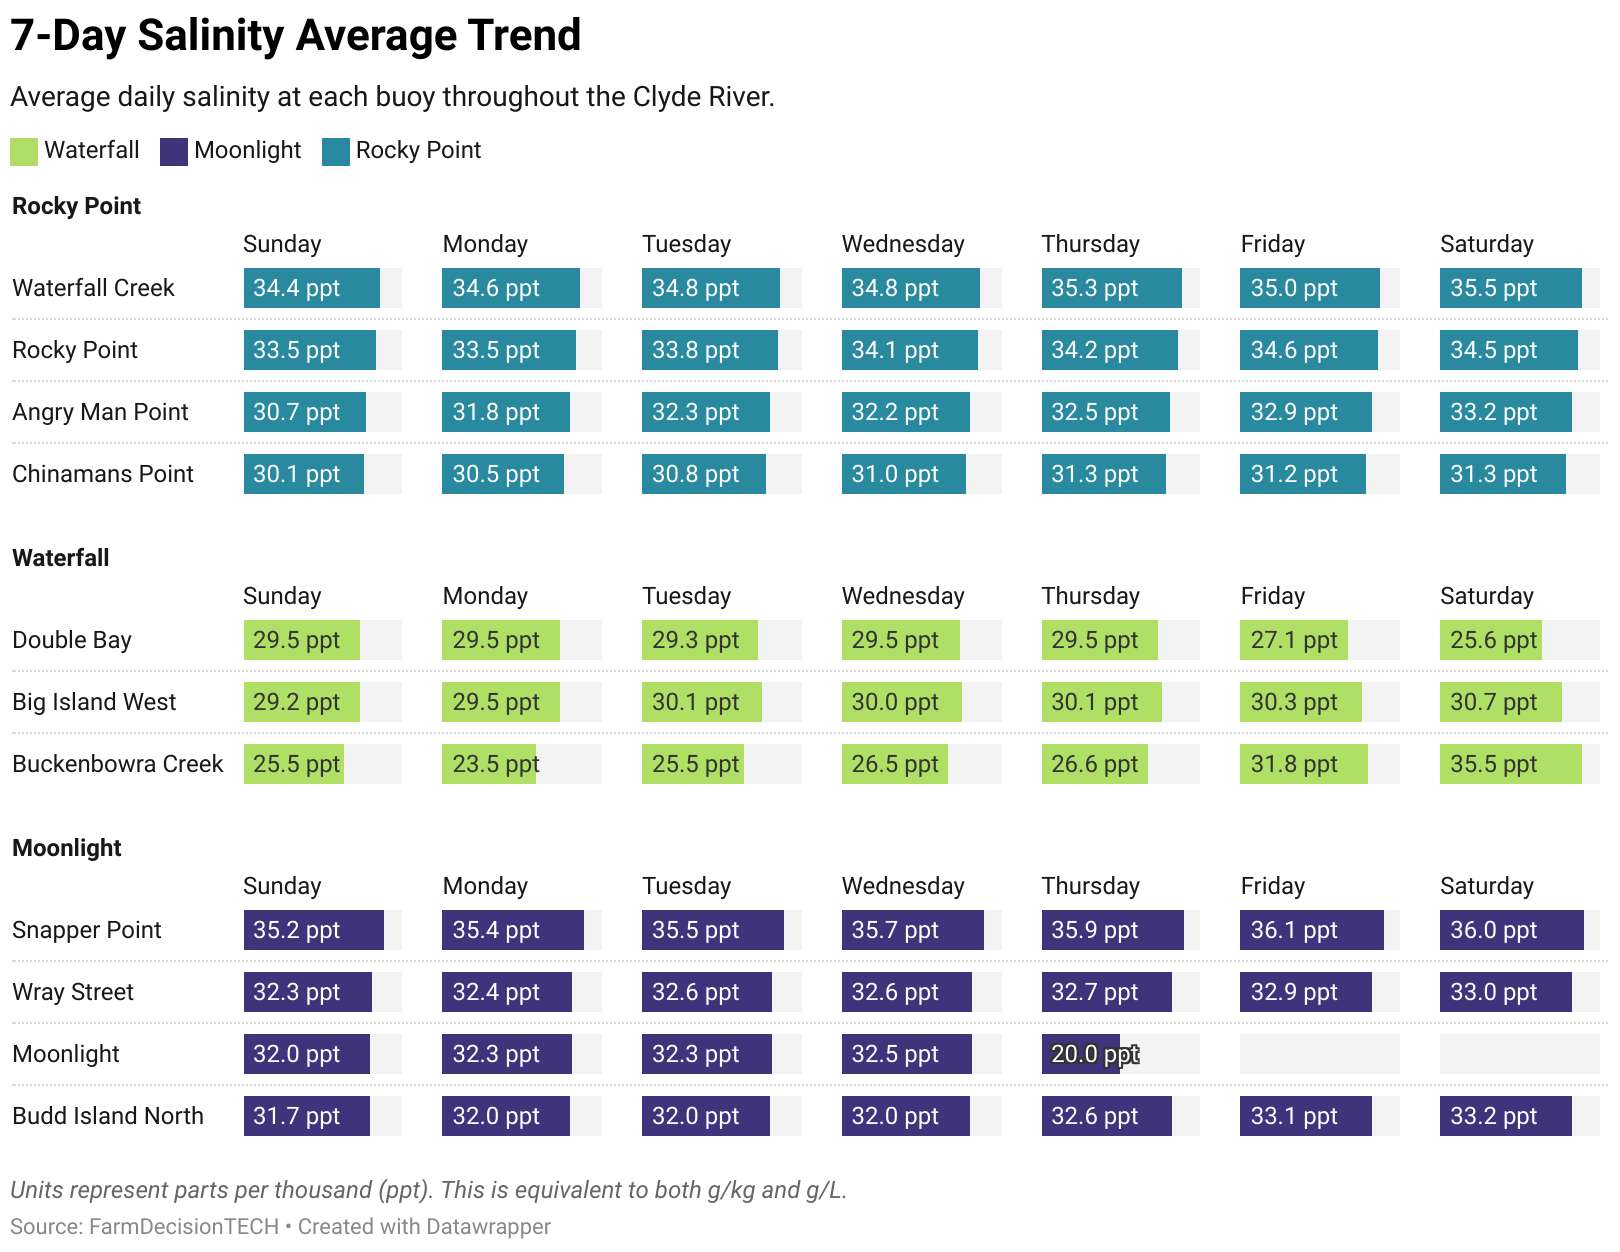 7-Day Salinity Average Trend
Average daily salinity at each buoy throughout the Clyde River.
Waterfall Moonlight Rocky Point
Rocky Point
Sunday Monday Tuesday Wednesday Thursday Friday Saturday
Waterfall Creek 34.4 ppt 34.6 ppt 34.8 ppt 34.8 ppt 35.3 ppt 35.0 ppt 35.5 ppt
Rocky Point 33.5 ppt 33.5 ppt 33.8 ppt 34.1 ppt 34.2 ppt 34.6 ppt 34.5 ppt
Angry Man Point 30.7 ppt 31.8 ppt 32.3 ppt 32.2 ppt 32.5 ppt 32.9 ppt 33.2 ppt
Chinamans Point 30.1 ppt 30.5 ppt 30.8 ppt 31.0 ppt 31.3 ppt 31.2 ppt 31.3 ppt
Waterfall
Sunday Monday Tuesday Wednesday Thursday Friday Saturday
Double Bay 29.5 ppt 29.5 ppt 29.3 ppt 29.5 ppt 29.5 ppt 27.1 ppt 25.6 ppt
Big Island West 29.2 ppt 29.5 ppt 30.1 ppt 30.0 ppt 30.1 ppt 30.3 ppt 30.7 ppt
Buckenbowra Creek 25.5 ppt 23.5 ppt 25.5 ppt 26.5 ppt 26.6 ppt 31.8 ppt 35.5 ppt
Moonlight
Sunday Monday Tuesday Wednesday Thursday Friday Saturday
Snapper Point 35.2 ppt 35.4 ppt 35.5 ppt 35.7 ppt 35.9 ppt 36.1 ppt 36.0 ppt
Wray Street 32.3 ppt 32.4 ppt 32.6 ppt 32.6 ppt 32.7 ppt 32.9 ppt 33.0 ppt
Moonlight 32.0 ppt 32.3 ppt 32.3 ppt 32.5 ppt 20.0 ppt
Budd Island North 31.7 ppt 32.0 ppt 32.0 ppt 32.0 ppt 32.6 ppt 33.1 ppt 33.2 ppt
Units represent parts per thousand (ppt). This is equivalent to both g/kg and g/L.
Source: FarmDecisionTECH • Created with Datawrapper